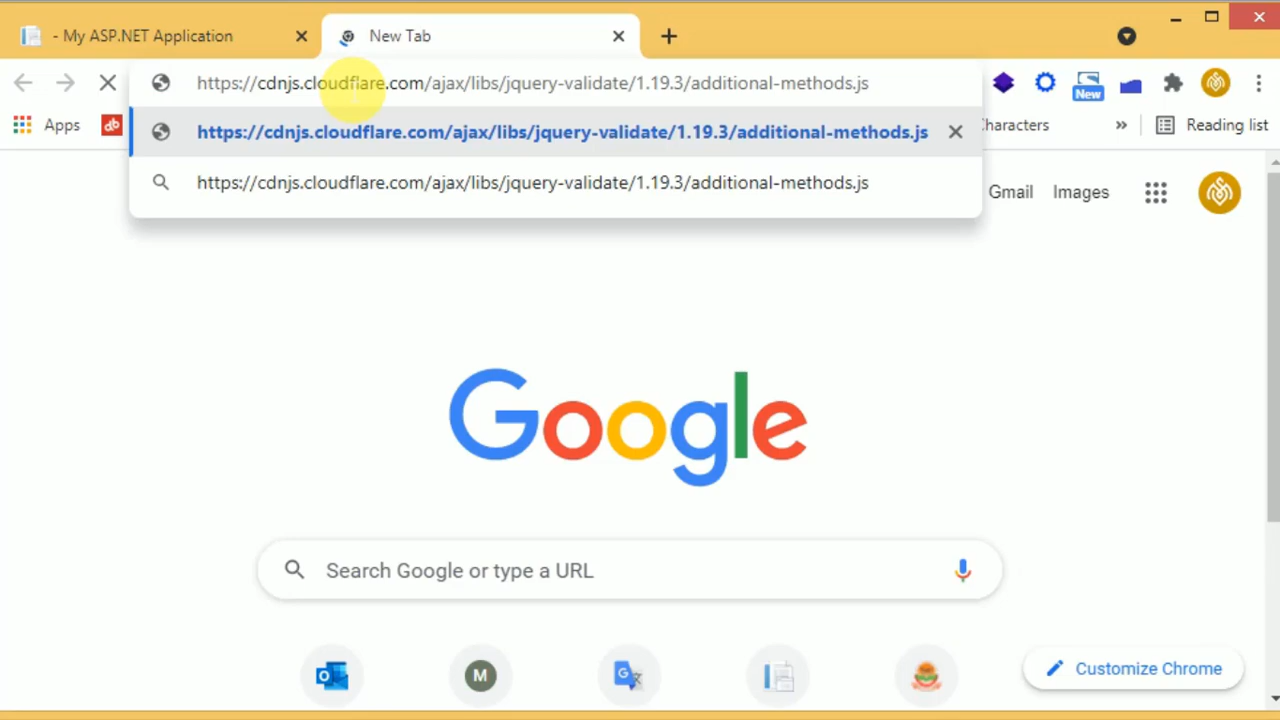 - My ASP.NET Application
New Tab
https://cdnjs.cloudflare.com/ajax/libs/jquery-validate/1.19.3/additional-methods.js
New
Apps
db
https://cdnjs.cloudflare.com/ajax/libs/jquery-validate/1.19.3/additional-methods.js
Characters
»
Reading list
https://cdnjs.cloudflare.com/ajax/libs/jquery-validate/1.19.3/additional-methods.js
Gmail
Images
Google
Search Google or type a URL
M
G
Customize Chrome